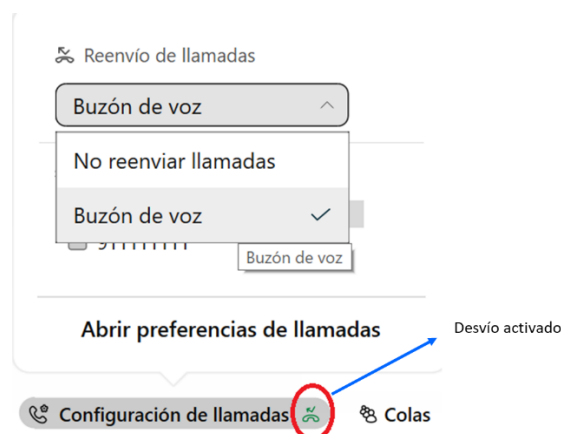 Reenvío de llamadas
Buzón de voz
No reenviar llamadas
Buzón de voz
Buzón de voz
Abrir preferencias de llamadas
Desvío activado
Configuración de llamadas
Colas